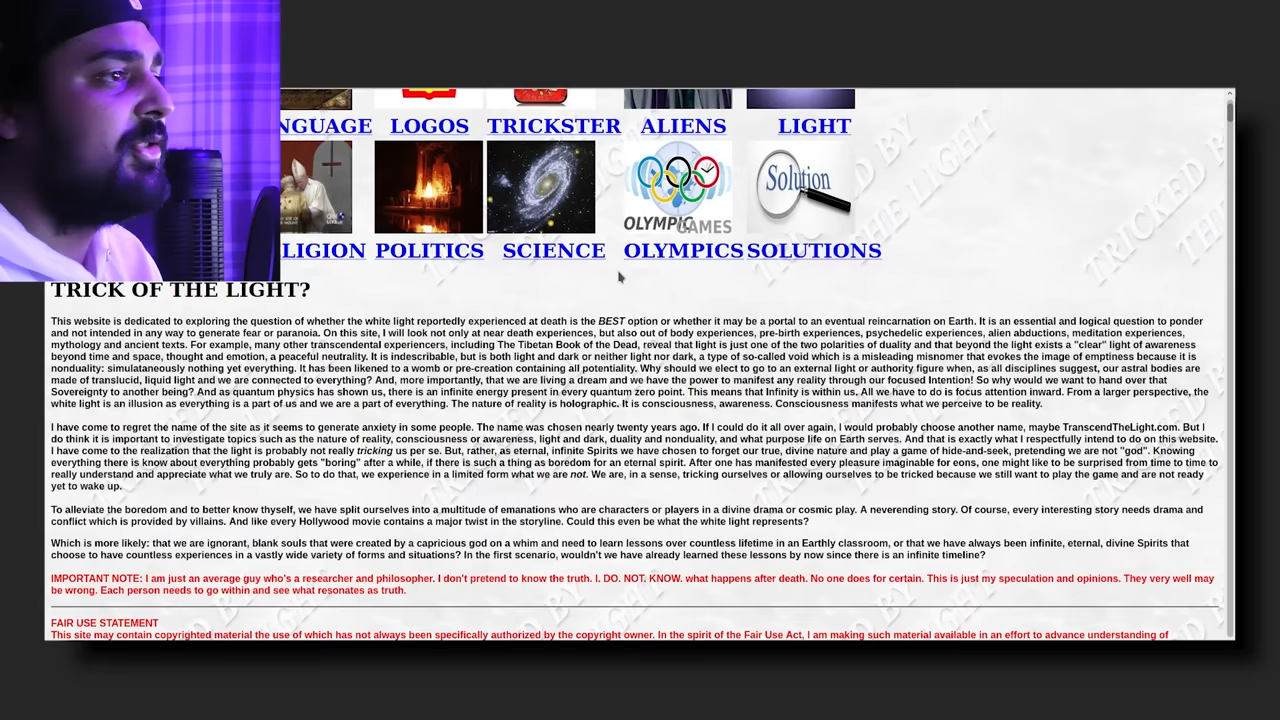 NGUAGE LOGOS TRICKSTER ALIENS LIGHT
Solution
OLYMPIC GAMES
LIGION POLITICS SCIENCE OLYMPICS SOLUTIONS
TRICK OF THE LIGHT?
This website is dedicated to exploring the question of whether the white light reportedly experienced at death is the BEST option or whether it may be a portal to an eventual reincarnation on Earth. It is an essential and logical question to ponder
and not intended in any way to generate fear or paranoia. On this site, I will look not only at near death experiences, but also out of body experiences, pre-birth experiences, psychedelic experiences, alien abductions, meditation experiences,
mythology and ancient texts. For example, many other transcendental experiencers, including The Tibetan Book of the Dead, reveal that light is just one of the two polarities of duality and that beyond the light exists a "clear" light of awareness
beyond time and space, thought and emotion, a peaceful neutrality. It is indescribable, but is both light and dark or neither light nor dark, a type of so-called void which is a misleading misnomer that evokes the image of emptiness because it is
nonduality: simultaneously nothing yet everything. It has been likened to a womb or pre-creation containing all potentiality. Why should we elect to go to an external light or authority figure when, as all disciplines suggest, our astral bodies are
made of translucid, liquid light and we are connected to everything? And, more importantly, that we are living a dream and we have the power to manifest any reality through our focused Intention! So why would we want to hand over that
Sovereignty to another being? And as quantum physics has shown us, there is an infinite energy present in every quantum zero point. This means that Infinity is within us. All we have to do is focus attention inward. From a larger perspective, the
white light is an illusion as everything is a part of us and we are a part of everything. The nature of reality is holographic. It is consciousness, awareness. Consciousness manifests what we perceive to be reality.
I have come to regret the name of the site as it seems to generate anxiety in some people. The name was chosen nearly twenty years ago. If I could do it all over again, I would probably choose another name, maybe TranscendTheLight.com. But I
do think it is important to investigate topics such as the nature of reality, consciousness or awareness, light and dark, duality and nonduality, and what purpose life on Earth serves. And that is exactly what I respectfully intend to do on this website.
I have come to the realization that the light is probably not really tricking us per se. But, rather, as eternal, infinite Spirits we have chosen to forget our true, divine nature and play a game of hide-and-seek, pretending we are not "god". Knowing
everything there is know about everything probably gets "boring" after a while, if there is such a thing as boredom for an eternal spirit. After one has manifested every pleasure imaginable for eons, one might like to be surprised from time to time to
really understand and appreciate what we truly are. So to do that, we experience in a limited form what we are not. We are, in a sense, tricking ourselves or allowing ourselves to be tricked because we still want to play the game and are not ready
yet to wake up.
To alleviate the boredom and to better know thyself, we have split ourselves into a multitude of emanations who are characters or players in a divine drama or cosmic play. A neverending story. Of course, every interesting story needs drama and
conflict which is provided by villains. And like every Hollywood movie contains a major twist in the storyline. Could this even be what the white light represents?
Which is more likely: that we are ignorant, blank souls that were created by a capricious god on a whim and need to learn lessons over countless lifetime in an Earthly classroom, or that we have always been infinite, eternal, divine Spirits that
choose to have countless experiences in a vastly wide variety of forms and situations? In the first scenario, wouldn't we have already learned these lessons by now since there is an infinite timeline?
IMPORTANT NOTE: I am just an average guy who's a researcher and philosopher. I don't pretend to know the truth. I. DO. NOT. KNOW. what happens after death. No one does for certain. This is just my speculation and opinions. They very well may
be wrong. Each person needs to go within and see what resonates as truth.
FAIR USE STATEMENT
This site may contain copyrighted material the use of which has not always been specifically authorized by the copyright owner. In the spirit of the Fair Use Act, I am making such material available in an effort to advance understanding of
TRICKED BY
THE LIGHT